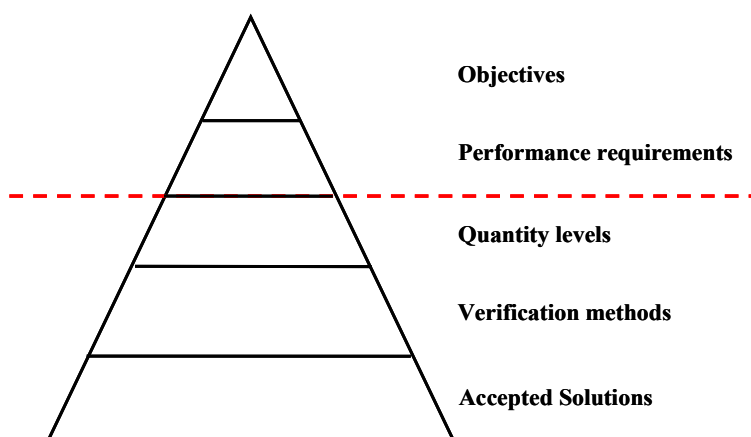 Objectives
Performance requirements
Quantity levels
Verification methods
Accepted Solutions